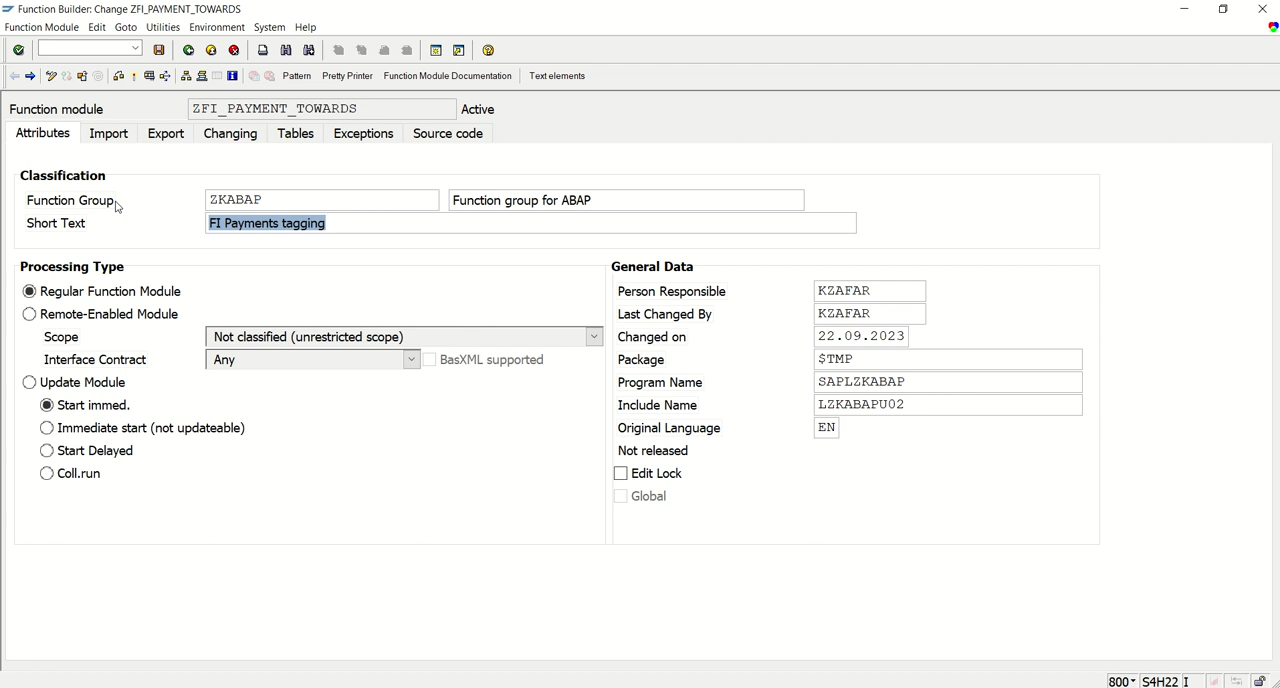 Function Builder: Change ZFI_PAYMENT_TOWARDS
Function Module Edit Goto Utilities Environment System Help
Pattern Pretty Printer Function Module Documentation Text elements
Function module ZFI_PAYMENT_TOWARDS Active
Attributes Import Export Changing Tables Exceptions Source code
Classification
Function Group ZKABAP Function group for ABAP
Short Text FI Payments tagging
Processing Type
Regular Function Module
Remote-Enabled Module
Scope Not classified (unrestricted scope)
Interface Contract Any BasXML supported
Update Module
Start immed.
Immediate start (not updateable)
Start Delayed
Coll.run
General Data
Person Responsible KZAFAR
Last Changed By KZAFAR
Changed on 22.09.2023
Package $TMP
Program Name SAPLZKABAP
Include Name LZKABAPU02
Original Language EN
Not released
Edit Lock
Global
800 S4H22 I